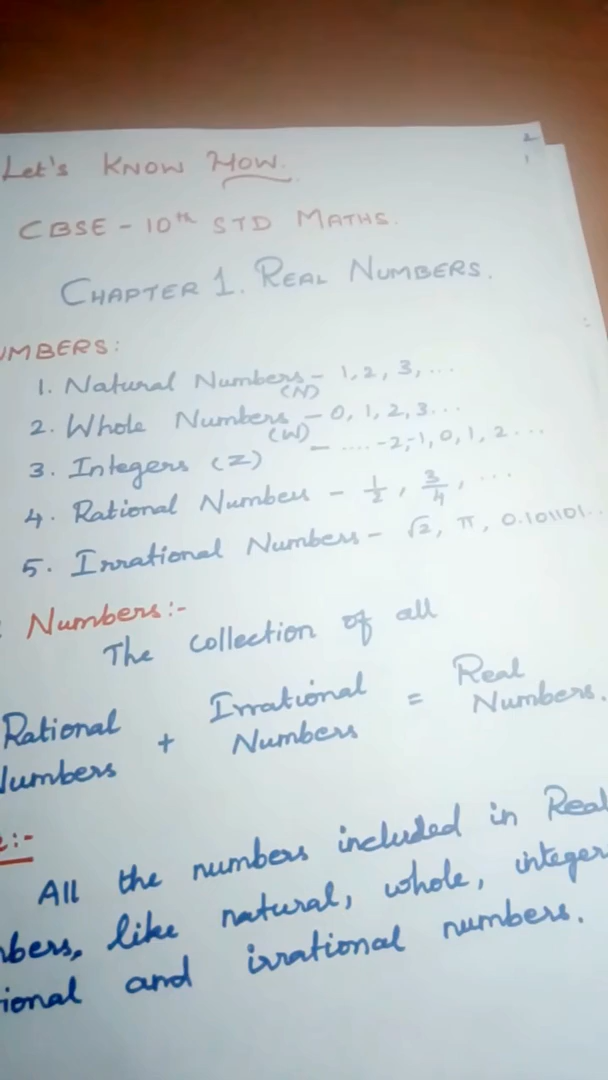 Let's KNOW HOW.
CBSE - 10th STD MATHS.
CHAPTER 1. REAL NUMBERS.
UMBERS:
1. Natural Numbers - 1, 2, 3, ...
(N)
2. Whole Numbers - 0, 1, 2, 3...
(W)
3. Integers (Z) - .... -2, -1, 0, 1, 2...
4. Rational Numbers - 1/2, 3/4, ...
5. Irrational Numbers - √2, π, 0.101101...
Numbers:-
The collection of all
Rational Numbers + Irrational Numbers = Real Numbers.
e:-
All the numbers included in Real
mbers, like natural, whole, integer
ional and irrational numbers.